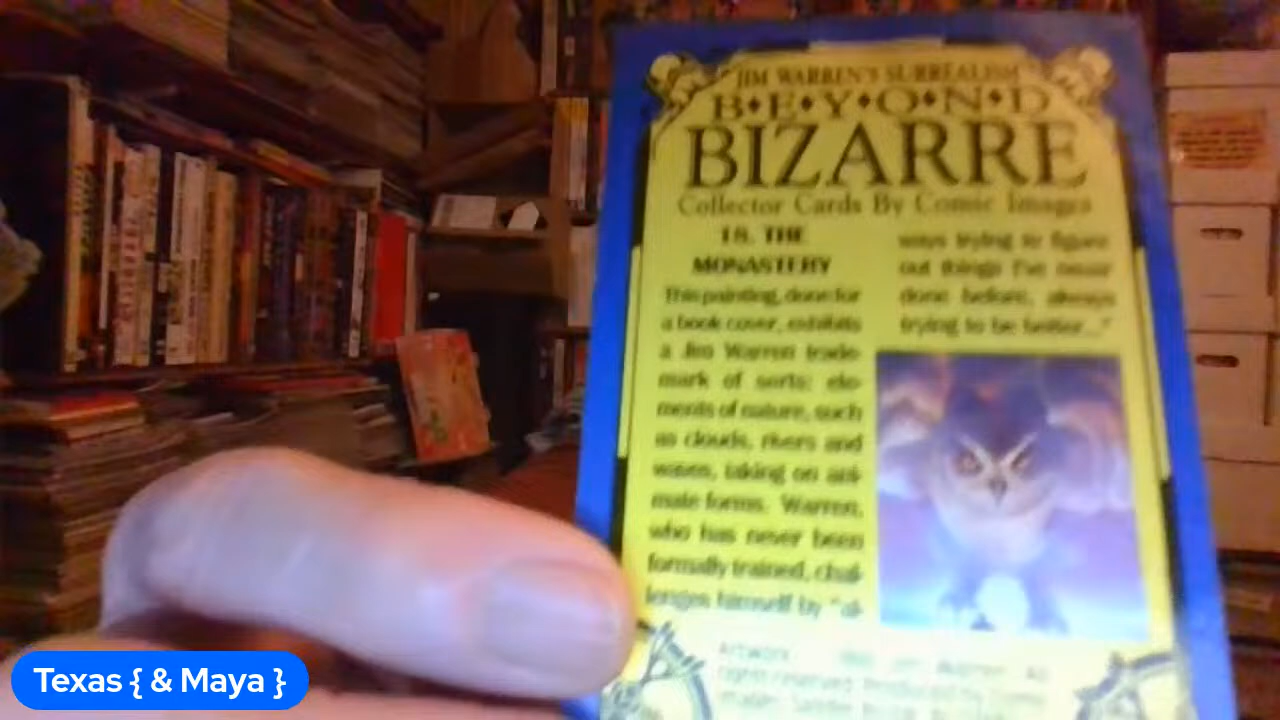 JIM WARREN'S SURREALISM
B•E•Y•O•N•D
BIZARRE
Collector Cards By Comic Images
18. THE
MONASTERY
This painting, done for
a book cover, exhibits
a Jim Warren trade-
mark of sorts: ele-
ments of nature, such
as clouds, rivers and
waves, taking on ani-
mate forms. Warren,
who has never been
formally trained, chal-
lenges himself by "al-
ways trying to figure
out things I've never
done before, always
trying to be better..."
Artwork
Texas { & Maya }